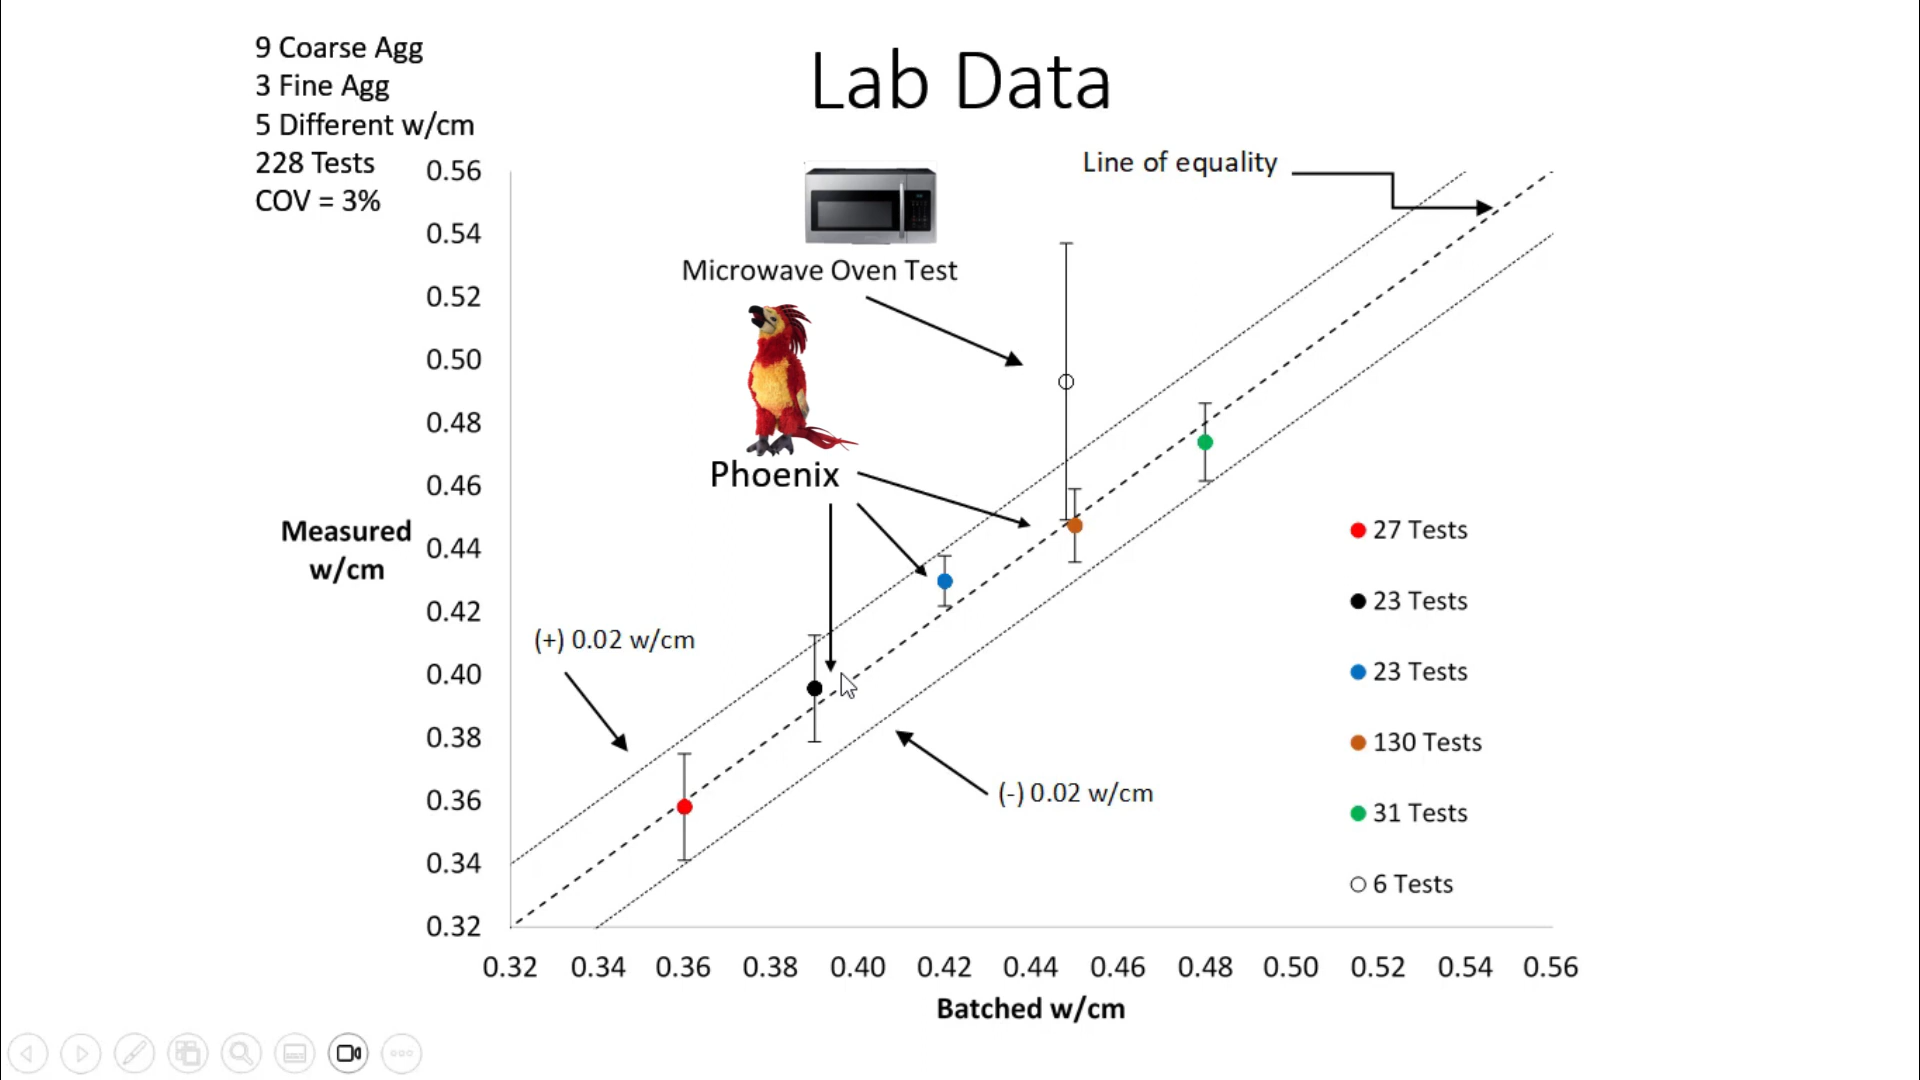 9 Coarse Agg
3 Fine Agg
5 Different w/cm
228 Tests
COV = 3%
Lab Data
Line of equality
Microwave Oven Test
Phoenix
(+) 0.02 w/cm
(-) 0.02 w/cm
Measured
w/cm
0.56
0.54
0.52
0.50
0.48
0.46
0.44
0.42
0.40
0.38
0.36
0.34
0.32
27 Tests
23 Tests
23 Tests
130 Tests
31 Tests
6 Tests
0.32 0.34 0.36 0.38 0.40 0.42 0.44 0.46 0.48 0.50 0.52 0.54 0.56
Batched w/cm